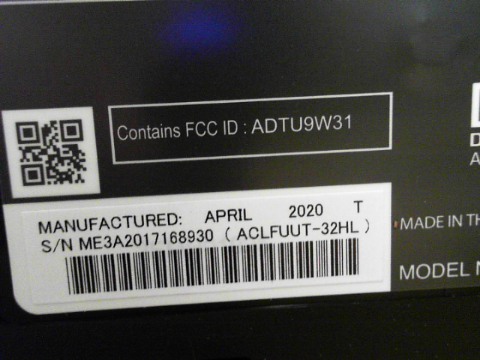 Contains FCC ID : ADTU9W31
MANUFACTURED: APRIL 2020 T
S/N ME3A2017168930 ( ACLFUUT-32HL )
MADE IN TH
MODEL N